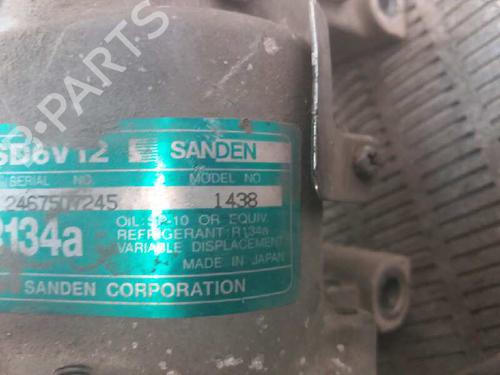 SD6V12 SANDEN
SERIAL NO. MODEL NO
2467507245 1438
R134a
OIL: SP-10 OR EQUIV.
REFRIGERANT: R134a
VARIABLE DISPLACEMENT
MADE IN JAPAN
SANDEN CORPORATION
B-PARTS